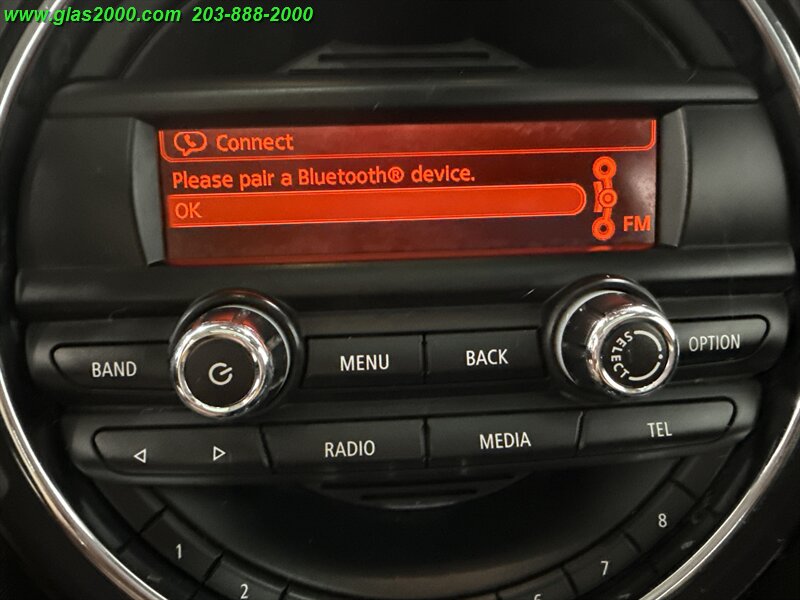 www.glas2000.com 203-888-2000
Connect
Please pair a Bluetooth® device.
OK
FM
BAND
MENU
BACK
SELECT
OPTION
RADIO
MEDIA
TEL
1
2
6
7
8